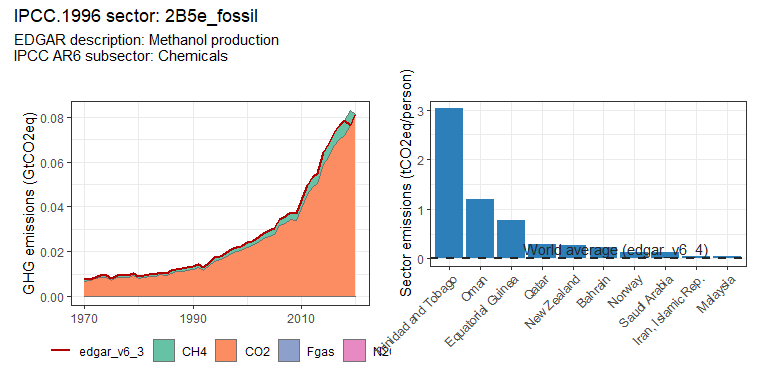 IPCC.1996 sector: 2B5e_fossil
EDGAR description: Methanol production
IPCC AR6 subsector: Chemicals
GHG emissions (GtCO2eq)
0.08
0.06
0.04
0.02
0.00
1970
1990
2010
edgar_v6_3
CH4
CO2
Fgas
Sector emissions (tCO2eq/person)
3
2
1
0
World average (edgar_v6_4)
Trinidad and Tobago
Oman
Equatorial Guinea
Qatar
New Zealand
Bahrain
Norway
Saudi Arabia
Iran, Islamic Rep.
Malaysia